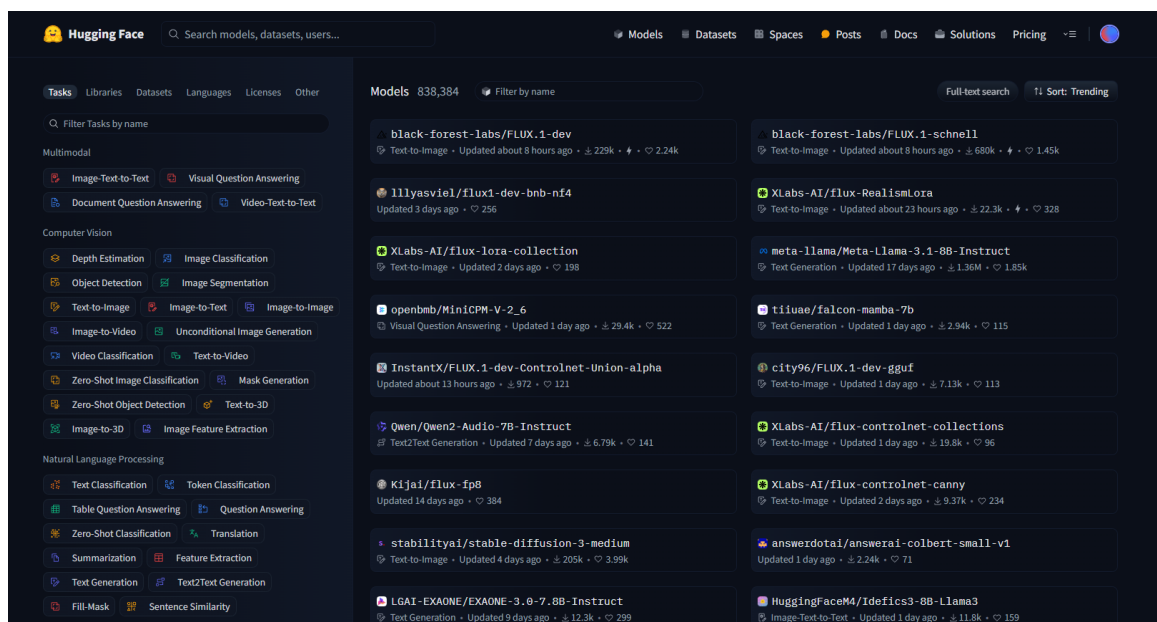 Hugging Face
Search models, datasets, users...
Models
Datasets
Spaces
Posts
Docs
Solutions
Pricing
Tasks Libraries Datasets Languages Licenses Other
Filter Tasks by name
Multimodal
Image-Text-to-Text Visual Question Answering
Document Question Answering Video-Text-to-Text
Computer Vision
Depth Estimation Image Classification
Object Detection Image Segmentation
Text-to-Image Image-to-Text Image-to-Image
Image-to-Video Unconditional Image Generation
Video Classification Text-to-Video
Zero-Shot Image Classification Mask Generation
Zero-Shot Object Detection Text-to-3D
Image-to-3D Image Feature Extraction
Natural Language Processing
Text Classification Token Classification
Table Question Answering Question Answering
Zero-Shot Classification Translation
Summarization Feature Extraction
Text Generation Text2Text Generation
Fill-Mask Sentence Similarity
Models 838,384
Filter by name
Full-text search
Sort: Trending
black-forest-labs/FLUX.1-dev
Text-to-Image • Updated about 8 hours ago • 229k • 2.24k
black-forest-labs/FLUX.1-schnell
Text-to-Image • Updated about 8 hours ago • 680k • 1.45k
lllyasviel/flux1-dev-bnb-nf4
Updated 3 days ago • 256
XLabs-AI/flux-RealismLora
Text-to-Image • Updated about 23 hours ago • 22.3k • 328
XLabs-AI/flux-lora-collection
Text-to-Image • Updated 2 days ago • 198
meta-llama/Meta-Llama-3.1-8B-Instruct
Text Generation • Updated 17 days ago • 1.36M • 1.85k
openbmb/MiniCPM-V-2_6
Visual Question Answering • Updated 1 day ago • 29.4k • 522
tiiuae/falcon-mamba-7b
Text Generation • Updated 1 day ago • 2.94k • 115
InstantX/FLUX.1-dev-Controlnet-Union-alpha
Updated about 13 hours ago • 972 • 121
city96/FLUX.1-dev-gguf
Text-to-Image • Updated 1 day ago • 7.13k • 113
Qwen/Qwen2-Audio-7B-Instruct
Text2Text Generation • Updated 7 days ago • 6.79k • 141
XLabs-AI/flux-controlnet-collections
Text-to-Image • Updated 1 day ago • 19.8k • 96
Kijai/flux-fp8
Updated 14 days ago • 384
XLabs-AI/flux-controlnet-canny
Text-to-Image • Updated 2 days ago • 9.37k • 234
stabilityai/stable-diffusion-3-medium
Text-to-Image • Updated 4 days ago • 205k • 3.99k
answerdotai/answerai-colbert-small-v1
Updated 1 day ago • 2.24k • 71
LGAI-EXAONE/EXAONE-3.0-7.8B-Instruct
Text Generation • Updated 9 days ago • 12.3k • 299
HuggingFaceM4/Idefics3-8B-Llama3
Image-Text-to-Text • Updated 1 day ago • 11.8k • 159